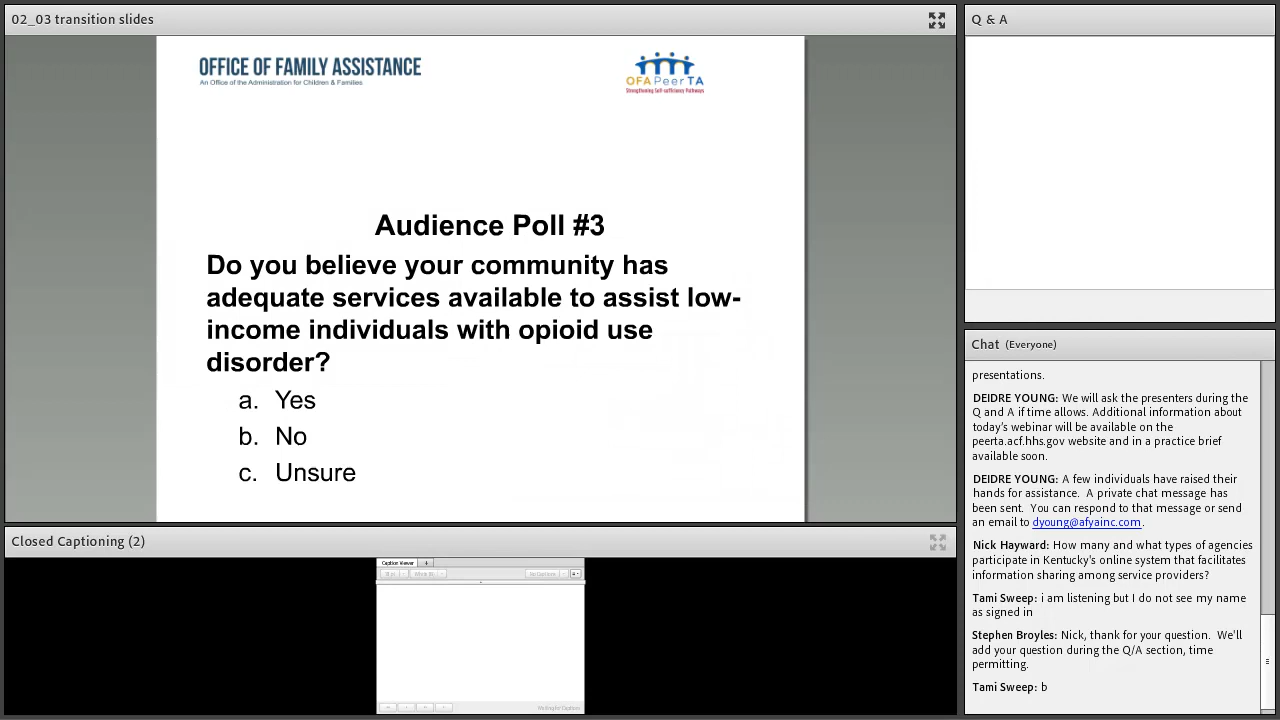 02_03 transition slides
OFFICE OF FAMILY ASSISTANCE
An Office of the Administration for Children & Families
OFA PeerTA
Strengthening Self-sufficiency Pathways
Audience Poll #3
Do you believe your community has
adequate services available to assist low-
income individuals with opioid use
disorder?
a. Yes
b. No
c. Unsure
Closed Captioning (2)
Caption Viewer
Waiting for Captions
Q & A
Chat (Everyone)
presentations.
DEIDRE YOUNG: We will ask the presenters during the
Q and A if time allows. Additional information about
today's webinar will be available on the
peerta.acf.hhs.gov website and in a practice brief
available soon.
DEIDRE YOUNG: A few individuals have raised their
hands for assistance. A private chat message has
been sent. You can respond to that message or send
an email to dyoung@afyainc.com.
Nick Hayward: How many and what types of agencies
participate in Kentucky's online system that facilitates
information sharing among service providers?
Tami Sweep: i am listening but I do not see my name
as signed in
Stephen Broyles: Nick, thank for your question. We'll
add your question during the Q/A section, time
permitting.
Tami Sweep: b